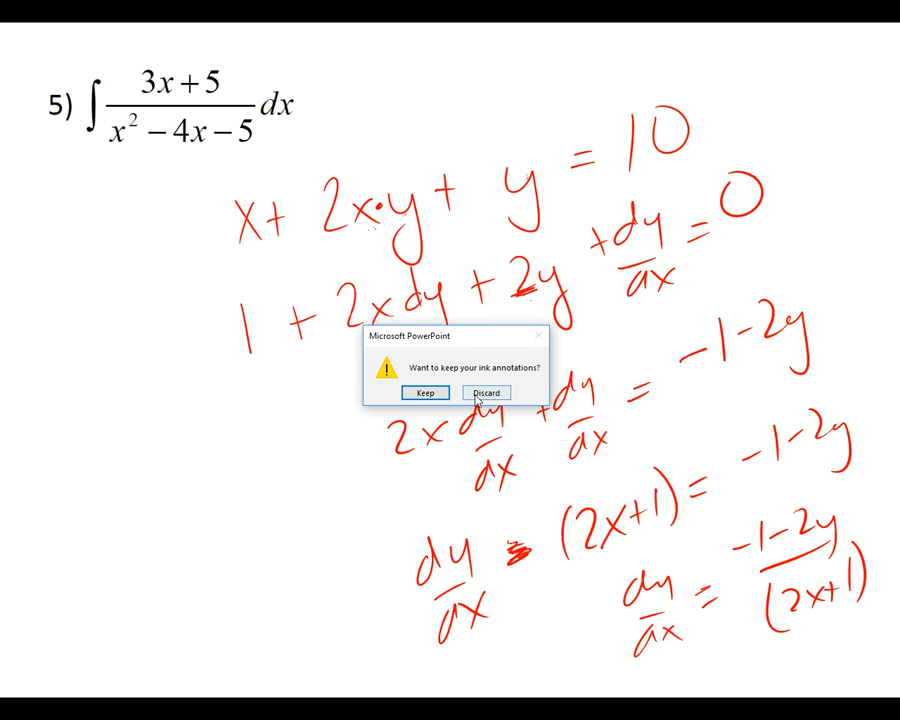 5) ∫ 3x + 5 / x² − 4x − 5 dx
x + 2x·y + y = 10
1 + 2x dy + 2y + dy/dx = 0
Microsoft PowerPoint
Want to keep your ink annotations?
Keep Discard
2x dy/dx + dy/dx = -1-2y
dy/dx (2x+1) = -1-2y
dy/dx = -1-2y / (2x+1)